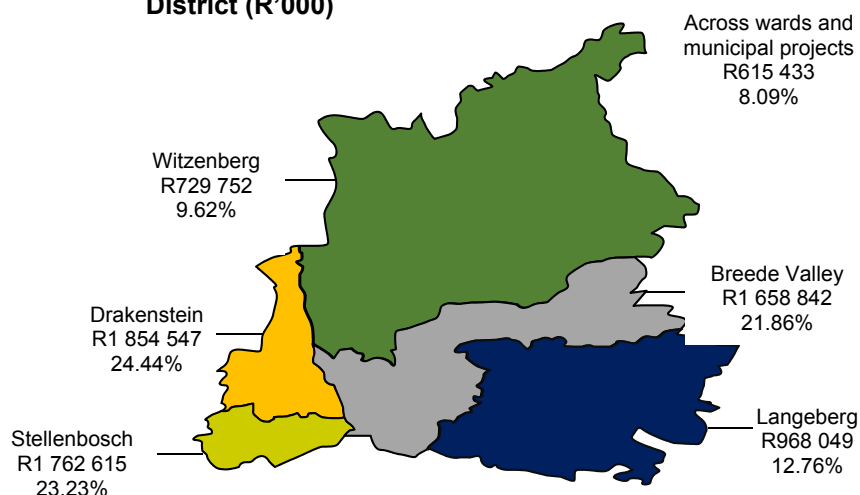 District (R'000)
Across wards and
municipal projects
R615 433
8.09%
Witzenberg
R729 752
9.62%
Breede Valley
R1 658 842
21.86%
Drakenstein
R1 854 547
24.44%
Langeberg
R968 049
12.76%
Stellenbosch
R1 762 615
23.23%